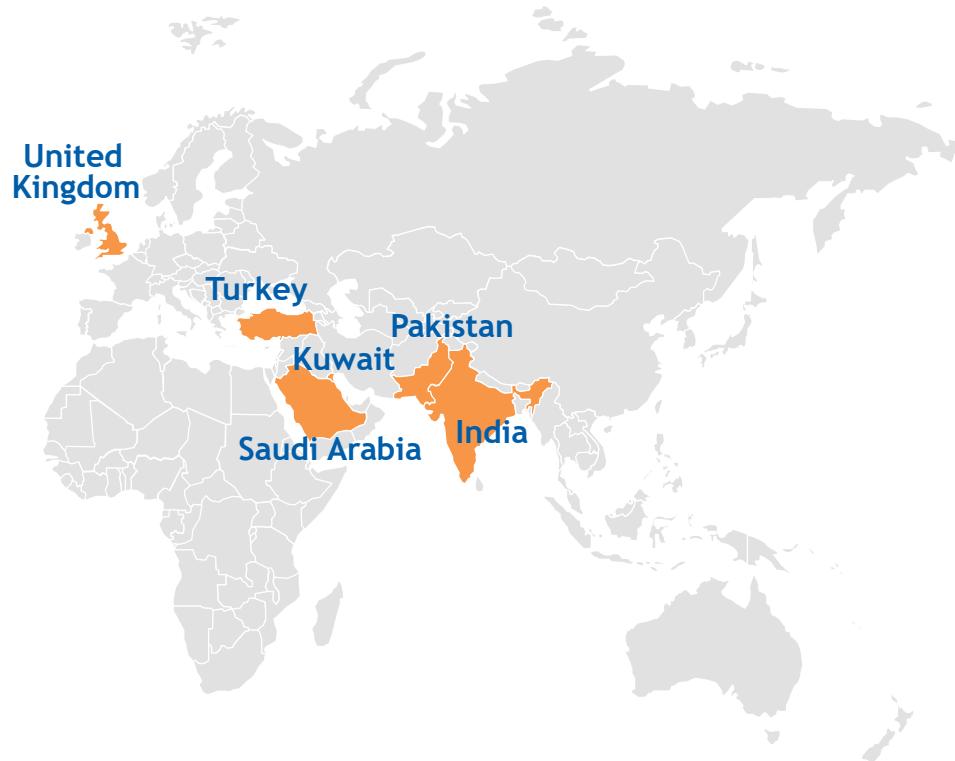 United
Kingdom
Turkey
Pakistan
Kuwait
India
Saudi Arabia